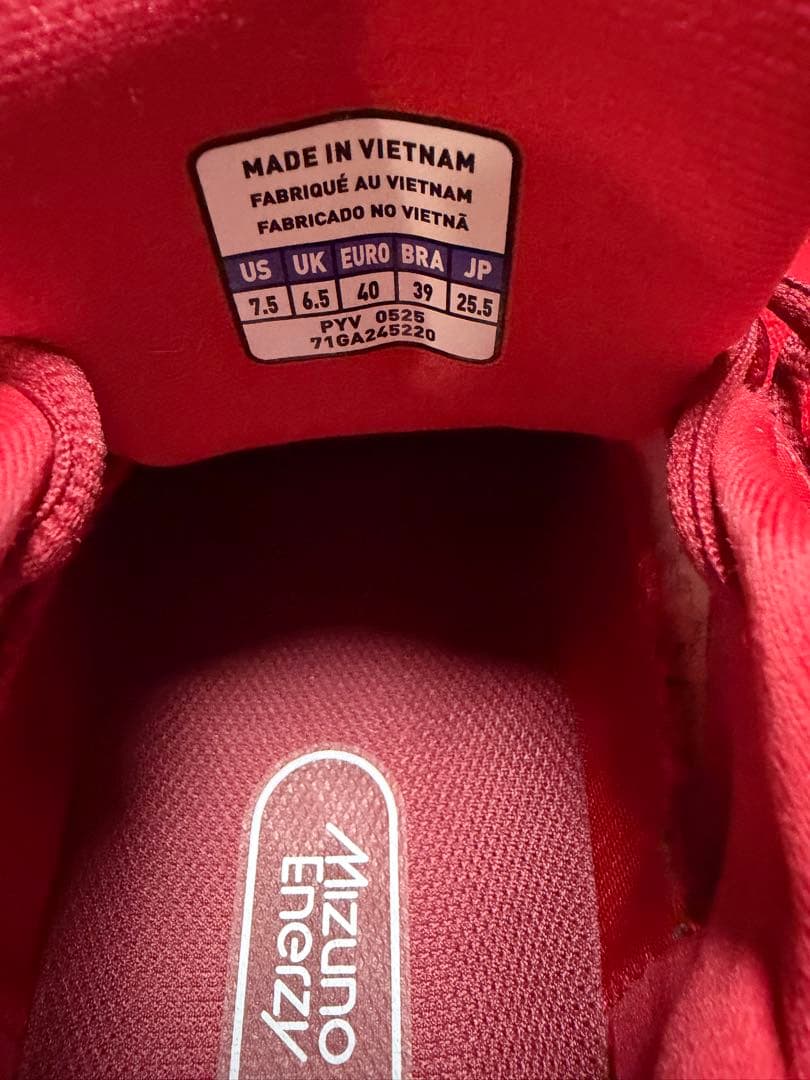 MADE IN VIETNAM
FABRIQUÉ AU VIETNAM
FABRICADO NO VIETNÃ
US UK EURO BRA JP
7.5 6.5 40 39 25.5
PYV 0525
71GA245220
Mizuno
Enerzy